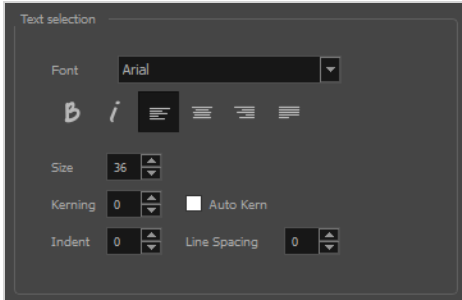 Text selection
Font Arial
B i
Size 36
Kerning 0 Auto Kern
Indent 0 Line Spacing 0